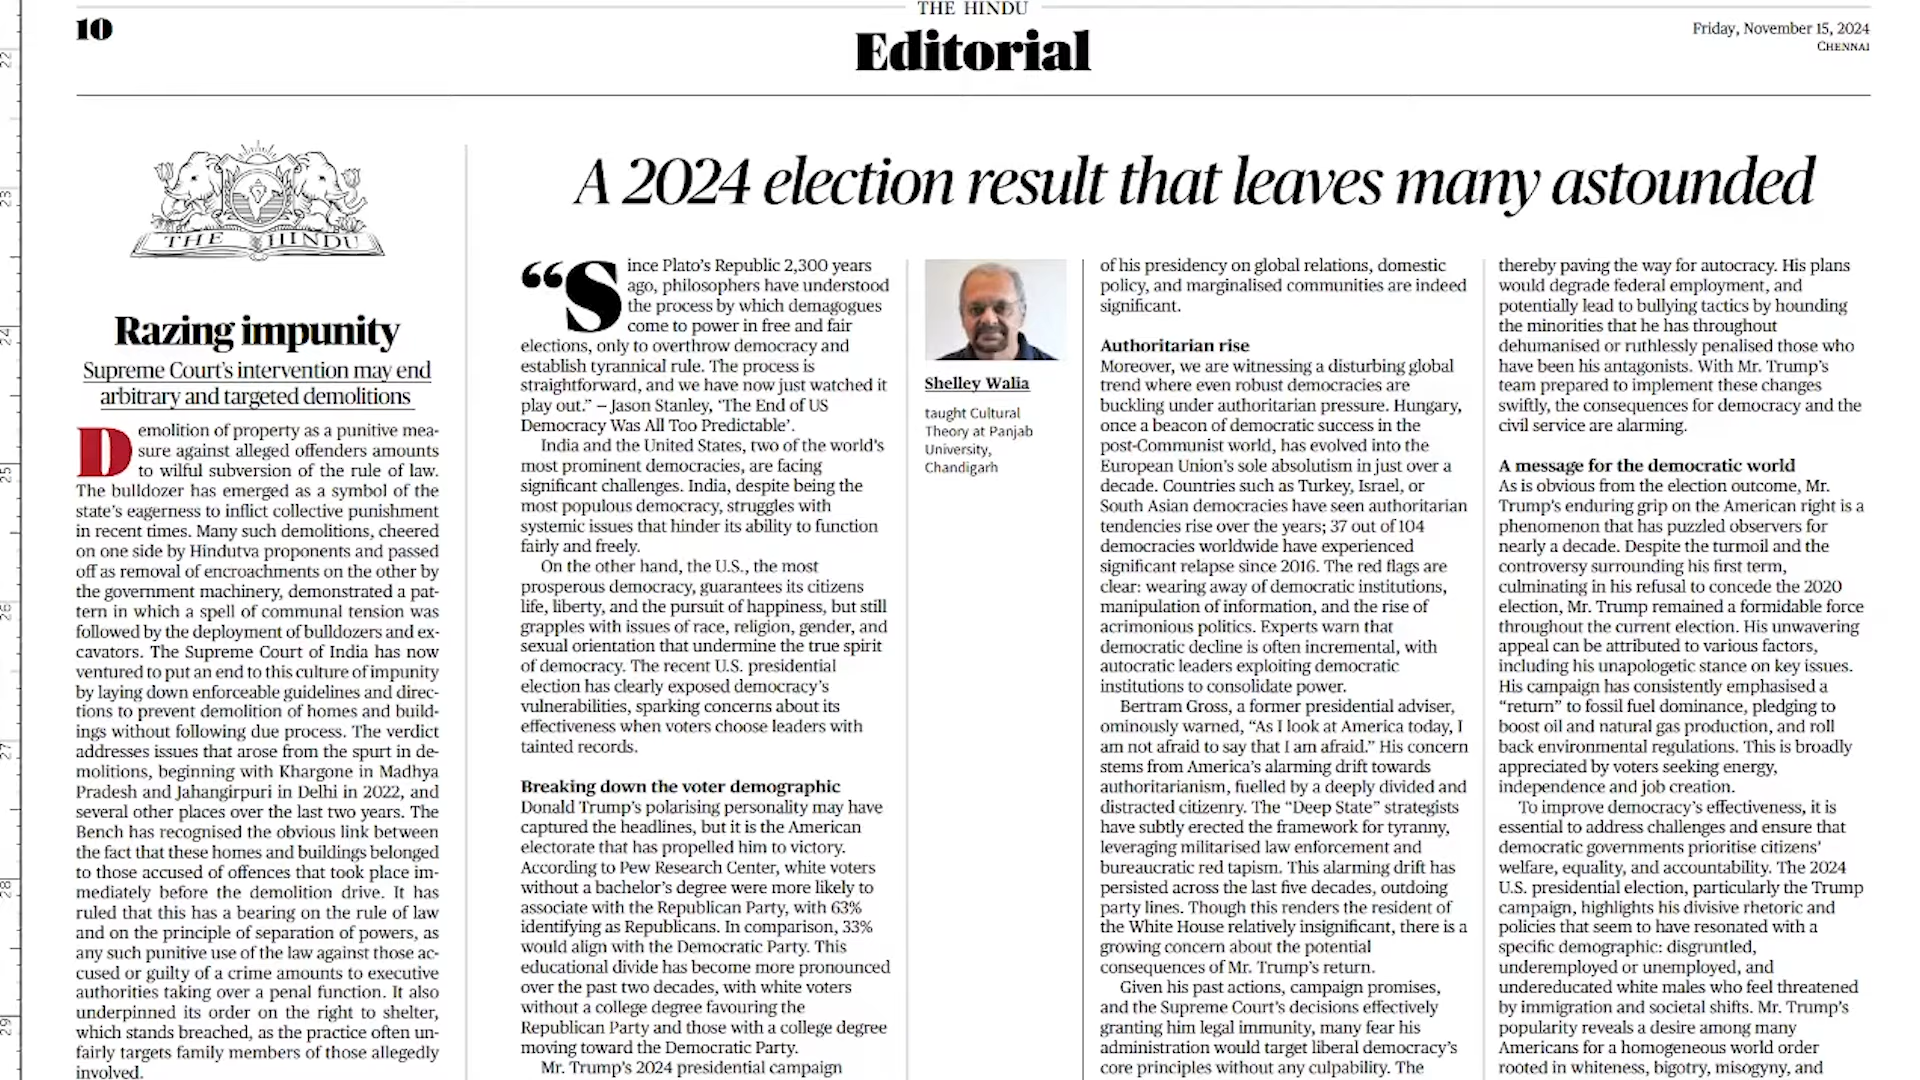 THE HINDU
10
Editorial
Friday, November 15, 2024
CHENNAI
THE HINDU
Razing impunity
Supreme Court's intervention may end
arbitrary and targeted demolitions
Demolition of property as a punitive mea-
sure against alleged offenders amounts
to wilful subversion of the rule of law.
The bulldozer has emerged as a symbol of the
state's eagerness to inflict collective punishment
in recent times. Many such demolitions, cheered
on one side by Hindutva proponents and passed
off as removal of encroachments on the other by
the government machinery, demonstrated a pat-
tern in which a spell of communal tension was
followed by the deployment of bulldozers and ex-
cavators. The Supreme Court of India has now
ventured to put an end to this culture of impunity
by laying down enforceable guidelines and direc-
tions to prevent demolition of homes and build-
ings without following due process. The verdict
addresses issues that arose from the spurt in de-
molitions, beginning with Khargone in Madhya
Pradesh and Jahangirpuri in Delhi in 2022, and
several other places over the last two years. The
Bench has recognised the obvious link between
the fact that these homes and buildings belonged
to those accused of offences that took place im-
mediately before the demolition drive. It has
ruled that this has a bearing on the rule of law
and on the principle of separation of powers, as
any such punitive use of the law against those ac-
cused or guilty of a crime amounts to executive
authorities taking over a penal function. It also
underpinned its order on the right to shelter,
which stands breached, as the practice often un-
fairly targets family members of those allegedly
involved.
A 2024 election result that leaves many astounded
“Since Plato's Republic 2,300 years
ago, philosophers have understood
the process by which demagogues
come to power in free and fair
elections, only to overthrow democracy and
establish tyrannical rule. The process is
straightforward, and we have now just watched it
play out.” – Jason Stanley, ‘The End of US
Democracy Was All Too Predictable’.
India and the United States, two of the world's
most prominent democracies, are facing
significant challenges. India, despite being the
most populous democracy, struggles with
systemic issues that hinder its ability to function
fairly and freely.
On the other hand, the U.S., the most
prosperous democracy, guarantees its citizens
life, liberty, and the pursuit of happiness, but still
grapples with issues of race, religion, gender, and
sexual orientation that undermine the true spirit
of democracy. The recent U.S. presidential
election has clearly exposed democracy's
vulnerabilities, sparking concerns about its
effectiveness when voters choose leaders with
tainted records.
Breaking down the voter demographic
Donald Trump's polarising personality may have
captured the headlines, but it is the American
electorate that has propelled him to victory.
According to Pew Research Center, white voters
without a bachelor's degree were more likely to
associate with the Republican Party, with 63%
identifying as Republicans. In comparison, 33%
would align with the Democratic Party. This
educational divide has become more pronounced
over the past two decades, with white voters
without a college degree favouring the
Republican Party and those with a college degree
moving toward the Democratic Party.
Mr. Trump's 2024 presidential campaign
Shelley Walia
taught Cultural
Theory at Panjab
University,
Chandigarh
of his presidency on global relations, domestic
policy, and marginalised communities are indeed
significant.
Authoritarian rise
Moreover, we are witnessing a disturbing global
trend where even robust democracies are
buckling under authoritarian pressure. Hungary,
once a beacon of democratic success in the
post-Communist world, has evolved into the
European Union's sole absolutism in just over a
decade. Countries such as Turkey, Israel, or
South Asian democracies have seen authoritarian
tendencies rise over the years; 37 out of 104
democracies worldwide have experienced
significant relapse since 2016. The red flags are
clear: wearing away of democratic institutions,
manipulation of information, and the rise of
acrimonious politics. Experts warn that
democratic decline is often incremental, with
autocratic leaders exploiting democratic
institutions to consolidate power.
Bertram Gross, a former presidential adviser,
ominously warned, “As I look at America today, I
am not afraid to say that I am afraid.” His concern
stems from America's alarming drift towards
authoritarianism, fuelled by a deeply divided and
distracted citizenry. The “Deep State” strategists
have subtly erected the framework for tyranny,
leveraging militarised law enforcement and
bureaucratic red tapism. This alarming drift has
persisted across the last five decades, outdoing
party lines. Though this renders the resident of
the White House relatively insignificant, there is a
growing concern about the potential
consequences of Mr. Trump's return.
Given his past actions, campaign promises,
and the Supreme Court's decisions effectively
granting him legal immunity, many fear his
administration would target liberal democracy's
core principles without any culpability. The
thereby paving the way for autocracy. His plans
would degrade federal employment, and
potentially lead to bullying tactics by hounding
the minorities that he has throughout
dehumanised or ruthlessly penalised those who
have been his antagonists. With Mr. Trump's
team prepared to implement these changes
swiftly, the consequences for democracy and the
civil service are alarming.
A message for the democratic world
As is obvious from the election outcome, Mr.
Trump's enduring grip on the American right is a
phenomenon that has puzzled observers for
nearly a decade. Despite the turmoil and the
controversy surrounding his first term,
culminating in his refusal to concede the 2020
election, Mr. Trump remained a formidable force
throughout the current election. His unwavering
appeal can be attributed to various factors,
including his unapologetic stance on key issues.
His campaign has consistently emphasised a
“return” to fossil fuel dominance, pledging to
boost oil and natural gas production, and roll
back environmental regulations. This is broadly
appreciated by voters seeking energy,
independence and job creation.
To improve democracy's effectiveness, it is
essential to address challenges and ensure that
democratic governments prioritise citizens'
welfare, equality, and accountability. The 2024
U.S. presidential election, particularly the Trump
campaign, highlights his divisive rhetoric and
policies that seem to have resonated with a
specific demographic: disgruntled,
underemployed or unemployed, and
undereducated white males who feel threatened
by immigration and societal shifts. Mr. Trump's
popularity reveals a desire among many
Americans for a homogeneous world order
rooted in whiteness, bigotry, misogyny, and
22
23
24
25
26
27
28
29